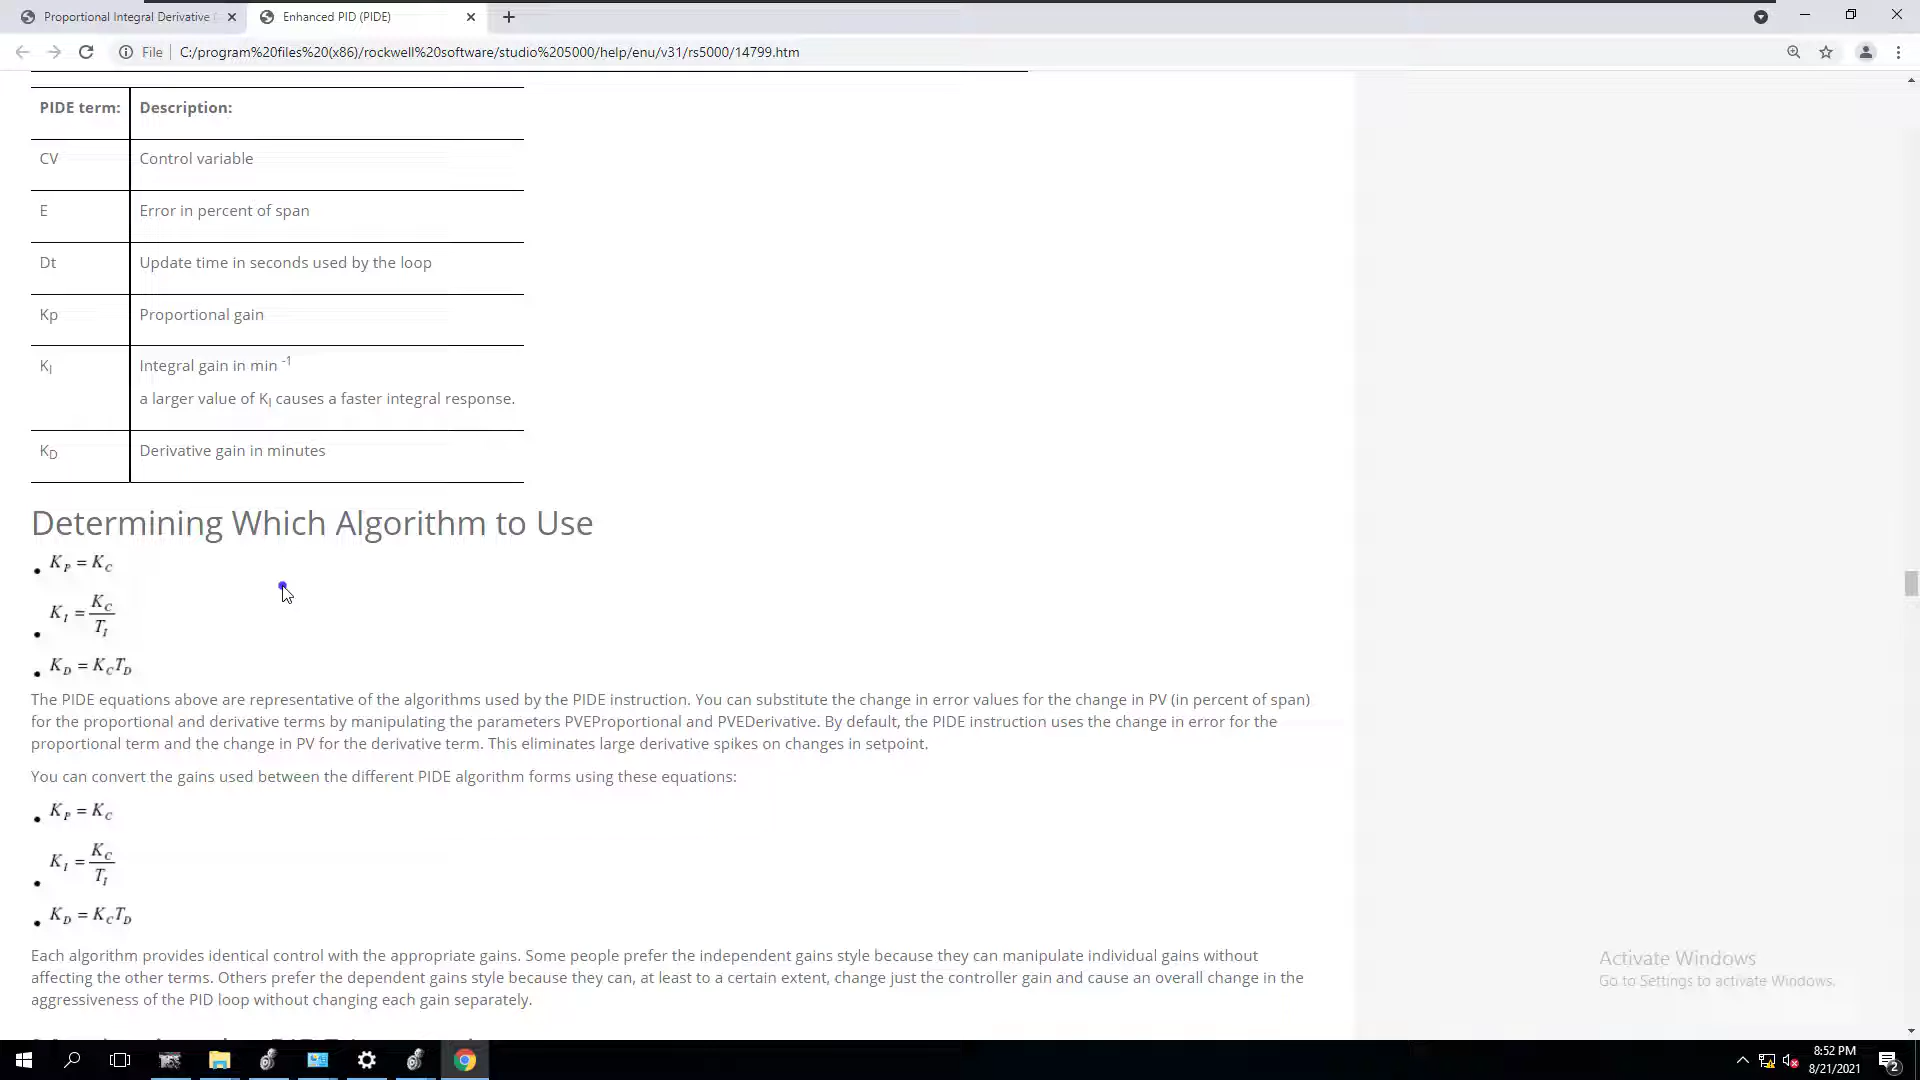 Proportional Integral Derivative
Enhanced PID (PIDE)
File
C:/program%20files%20(x86)/rockwell%20software/studio%205000/help/enu/v31/rs5000/14799.htm
PIDE term: Description:
CV Control variable
E Error in percent of span
Dt Update time in seconds used by the loop
Kp Proportional gain
KI Integral gain in min -1
a larger value of KI causes a faster integral response.
KD Derivative gain in minutes
Determining Which Algorithm to Use
• KP = KC
• KI = KC / TI
• KD = KCTD
The PIDE equations above are representative of the algorithms used by the PIDE instruction. You can substitute the change in error values for the change in PV (in percent of span)
for the proportional and derivative terms by manipulating the parameters PVEProportional and PVEDerivative. By default, the PIDE instruction uses the change in error for the
proportional term and the change in PV for the derivative term. This eliminates large derivative spikes on changes in setpoint.
You can convert the gains used between the different PIDE algorithm forms using these equations:
• KP = KC
• KI = KC / TI
• KD = KCTD
Each algorithm provides identical control with the appropriate gains. Some people prefer the independent gains style because they can manipulate individual gains without
affecting the other terms. Others prefer the dependent gains style because they can, at least to a certain extent, change just the controller gain and cause an overall change in the
aggressiveness of the PID loop without changing each gain separately.
Activate Windows
Go to Settings to activate Windows.
8:52 PM
8/21/2021
2